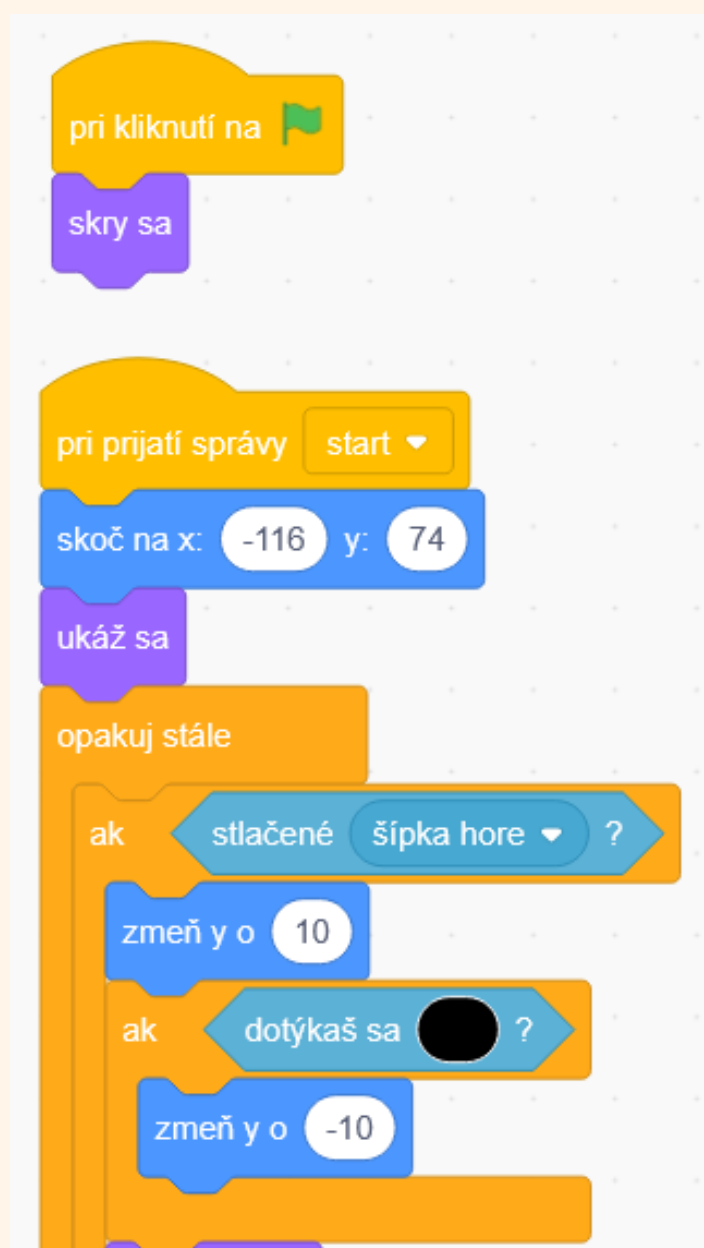 pri kliknutí na
skry sa
pri prijatí správy start
skoč na x: -116 y: 74
ukáž sa
opakuj stále
ak stlačené šípka hore ?
zmeň y o 10
ak dotýkaš sa ?
zmeň y o -10